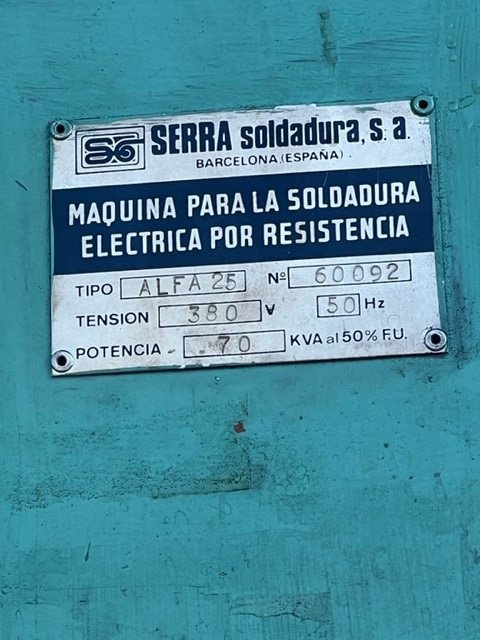 SERRA soldadura, s.a.
BARCELONA.(ESPAÑA).
MAQUINA PARA LA SOLDADURA
ELECTRICA POR RESISTENCIA
TIPO ALFA 25 Nº 60092
TENSION 380 V 50 Hz
POTENCIA - 70 KVA al 50% F.U.